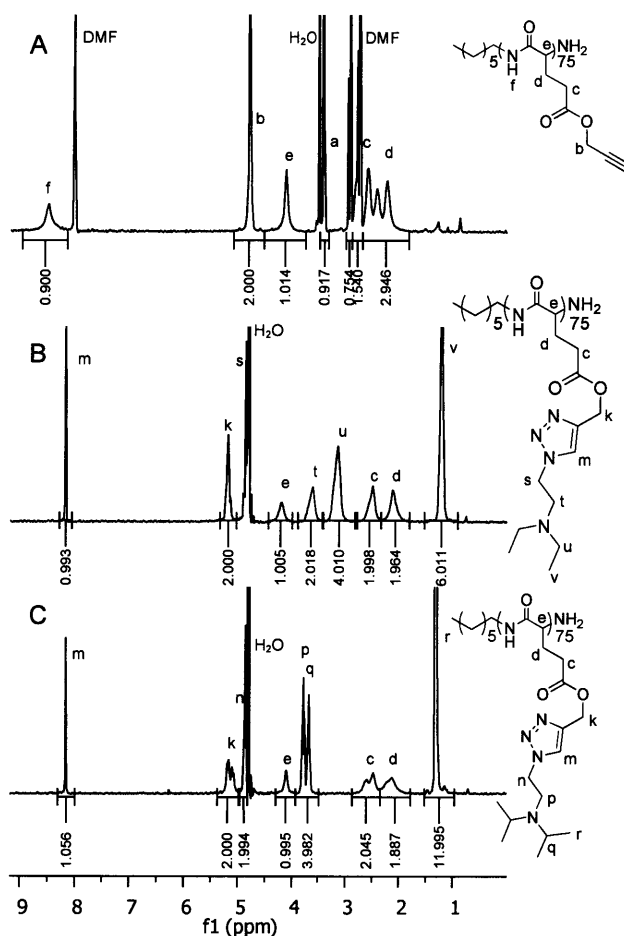 A
DMF
H₂O
DMF
f
b
e
a
c
d
0.900
2.000
1.014
0.917
0.754
1.540
2.946
O
e
NH₂
( )5
NH
75
f
d
c
O
O
b
B
m
H₂O
s
k
e
t
u
c
d
v
0.993
2.000
1.005
2.018
4.010
1.998
1.964
6.011
O
e
NH₂
( )5
NH
75
d
c
O
O
k
N=N
N
m
s
t
N
u
v
C
m
H₂O
n
k
e
p
q
c
d
r
1.056
2.000
1.994
0.995
3.982
2.045
1.887
11.995
O
e
NH₂
( )5
NH
75
d
c
O
O
k
N=N
N
m
n
p
N
r
q
9 8 7 6 5 4 3 2 1
f1 (ppm)